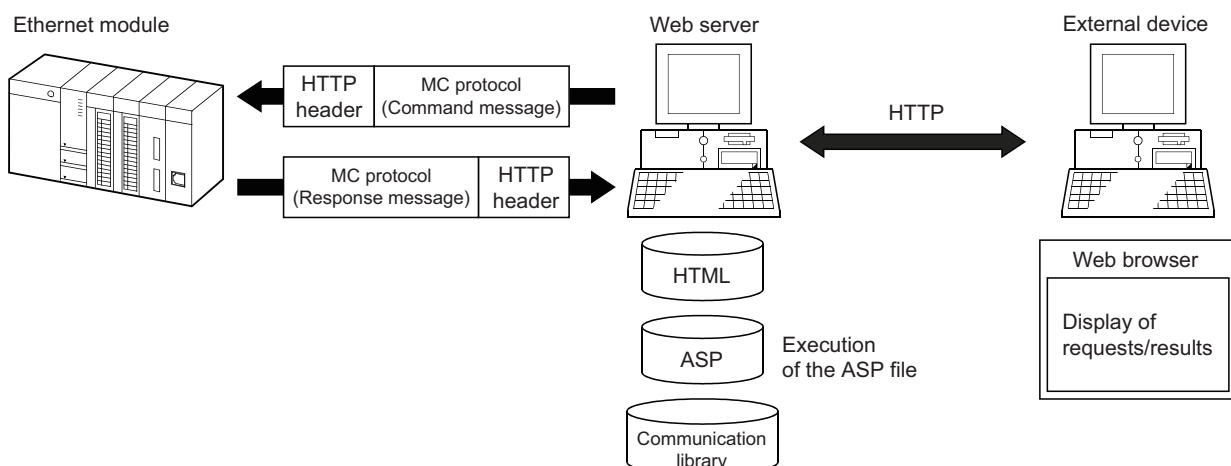 Ethernet module
Web server
External device
HTTP
header
MC protocol
(Command message)
HTTP
MC protocol
(Response message)
HTTP
header
HTML
ASP
Execution
of the ASP file
Communication
library
Web browser
Display of
requests/results